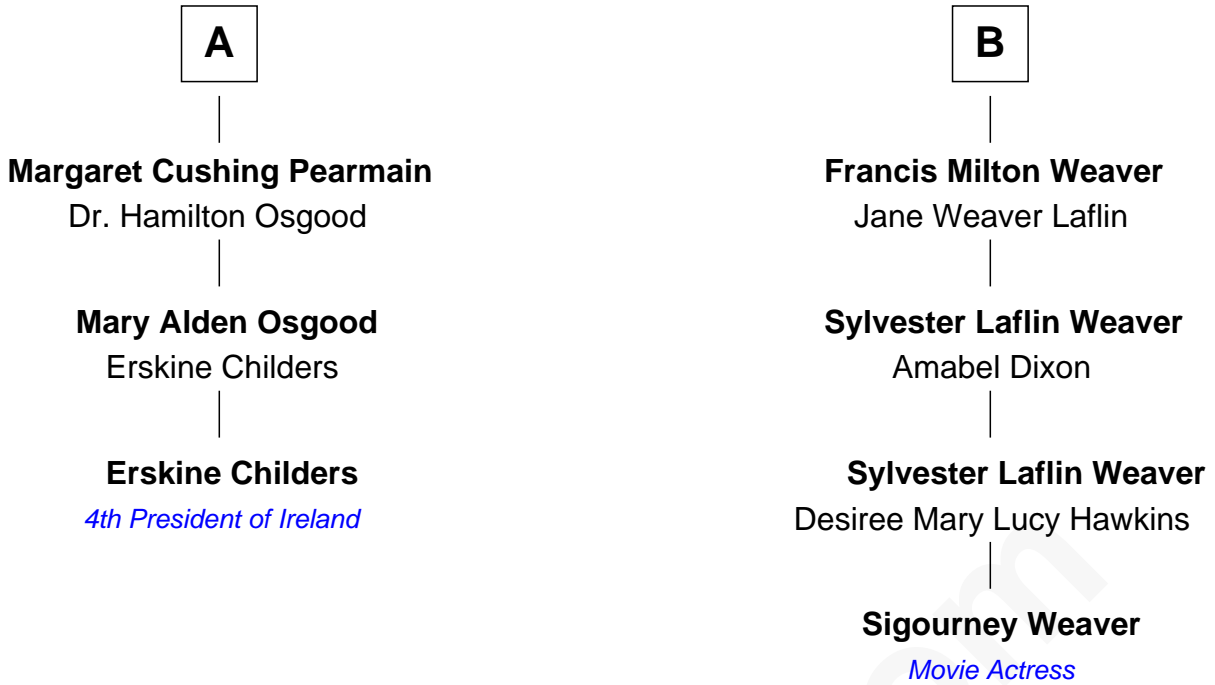 A
Margaret Cushing Pearmain
Dr. Hamilton Osgood
Mary Alden Osgood
Erskine Childers
Erskine Childers
4th President of Ireland
B
Francis Milton Weaver
Jane Weaver Laflin
Sylvester Laflin Weaver
Amabel Dixon
Sylvester Laflin Weaver
Desiree Mary Lucy Hawkins
Sigourney Weaver
Movie Actress